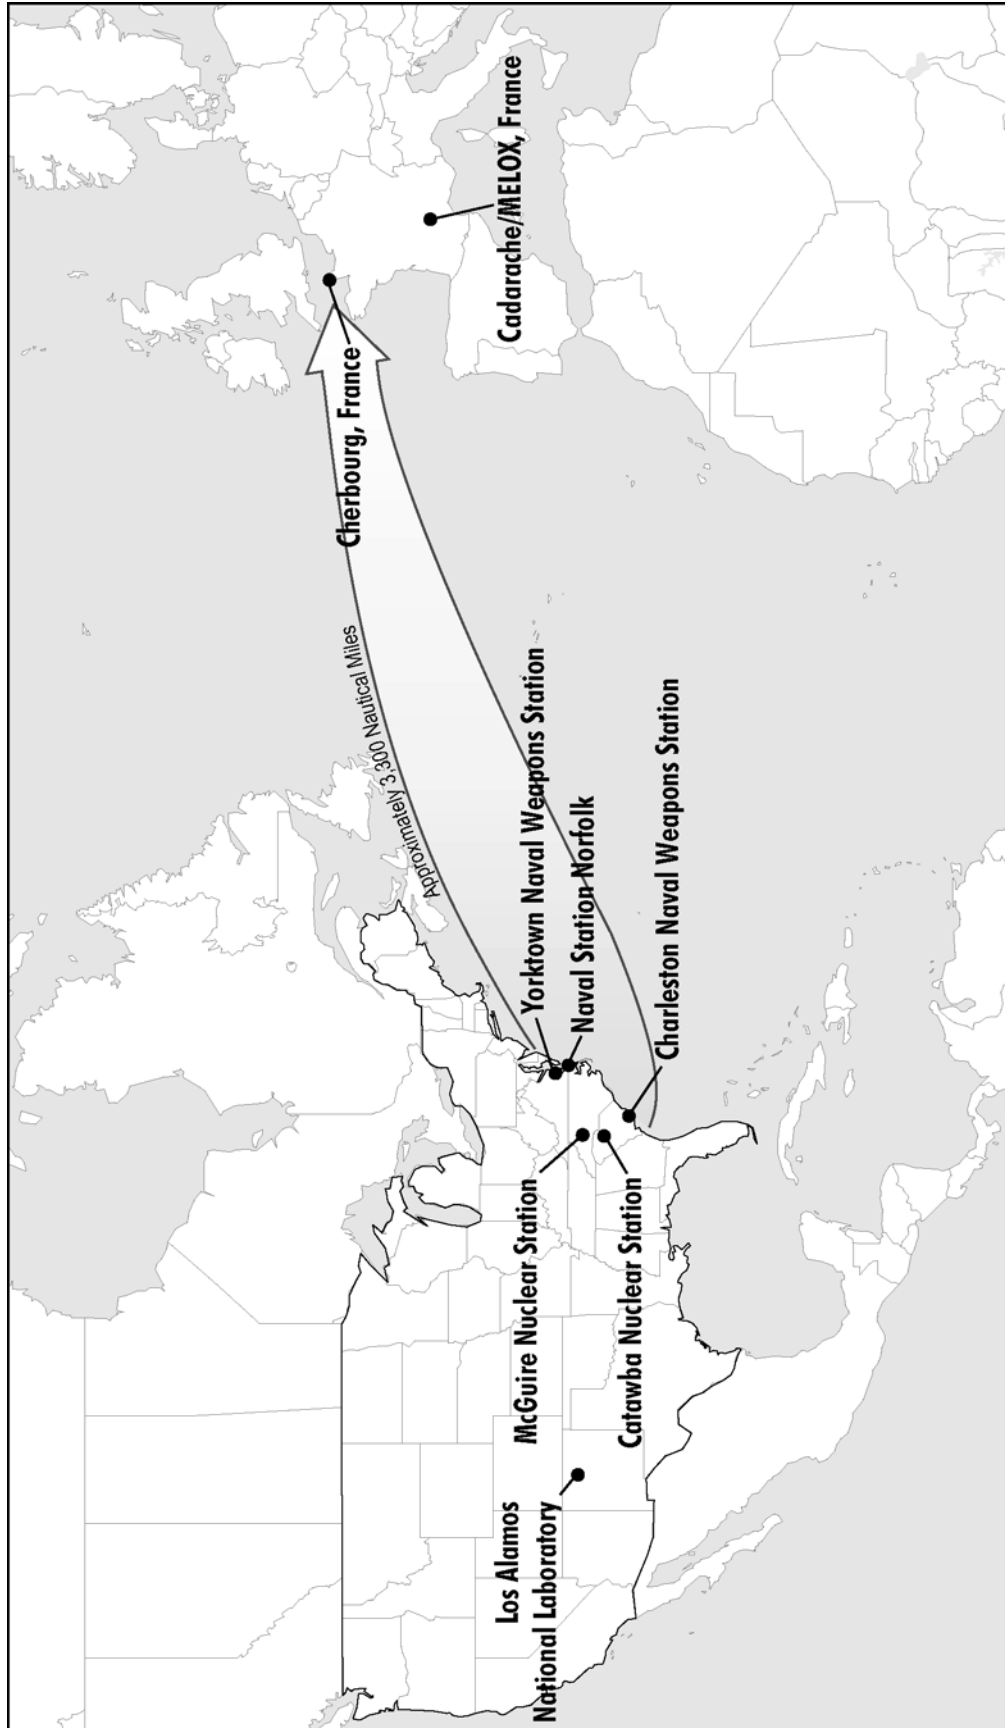 Cherbourg, France
Cadarache/MELOX, France
Approximately 3,300 Nautical Miles
Yorktown Naval Weapons Station
Naval Station Norfolk
Charleston Naval Weapons Station
McGuire Nuclear Station
Catawba Nuclear Station
Los Alamos
National Laboratory